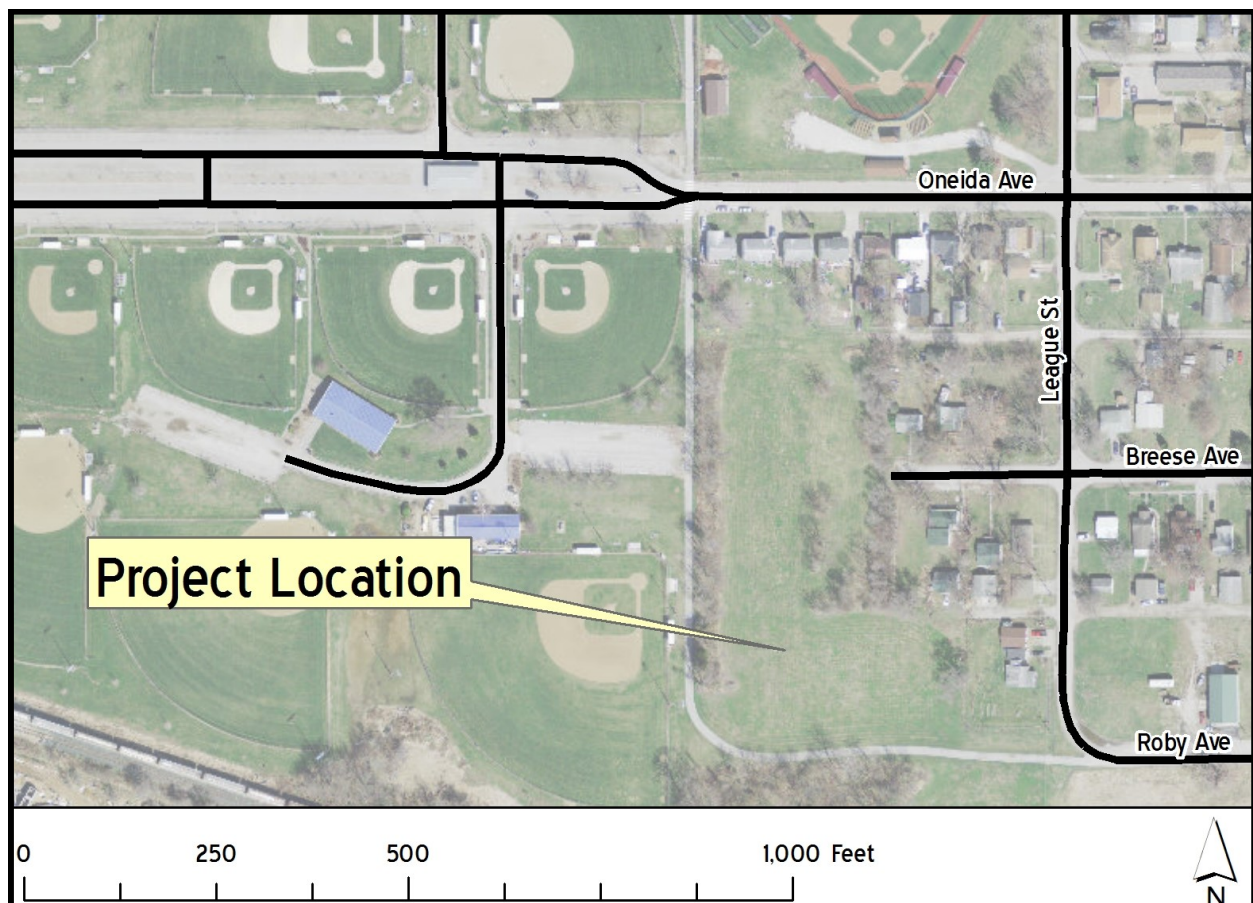 Oneida Ave
League St
Breese Ave
Project Location
Roby Ave
0 250 500 1,000 Feet
N